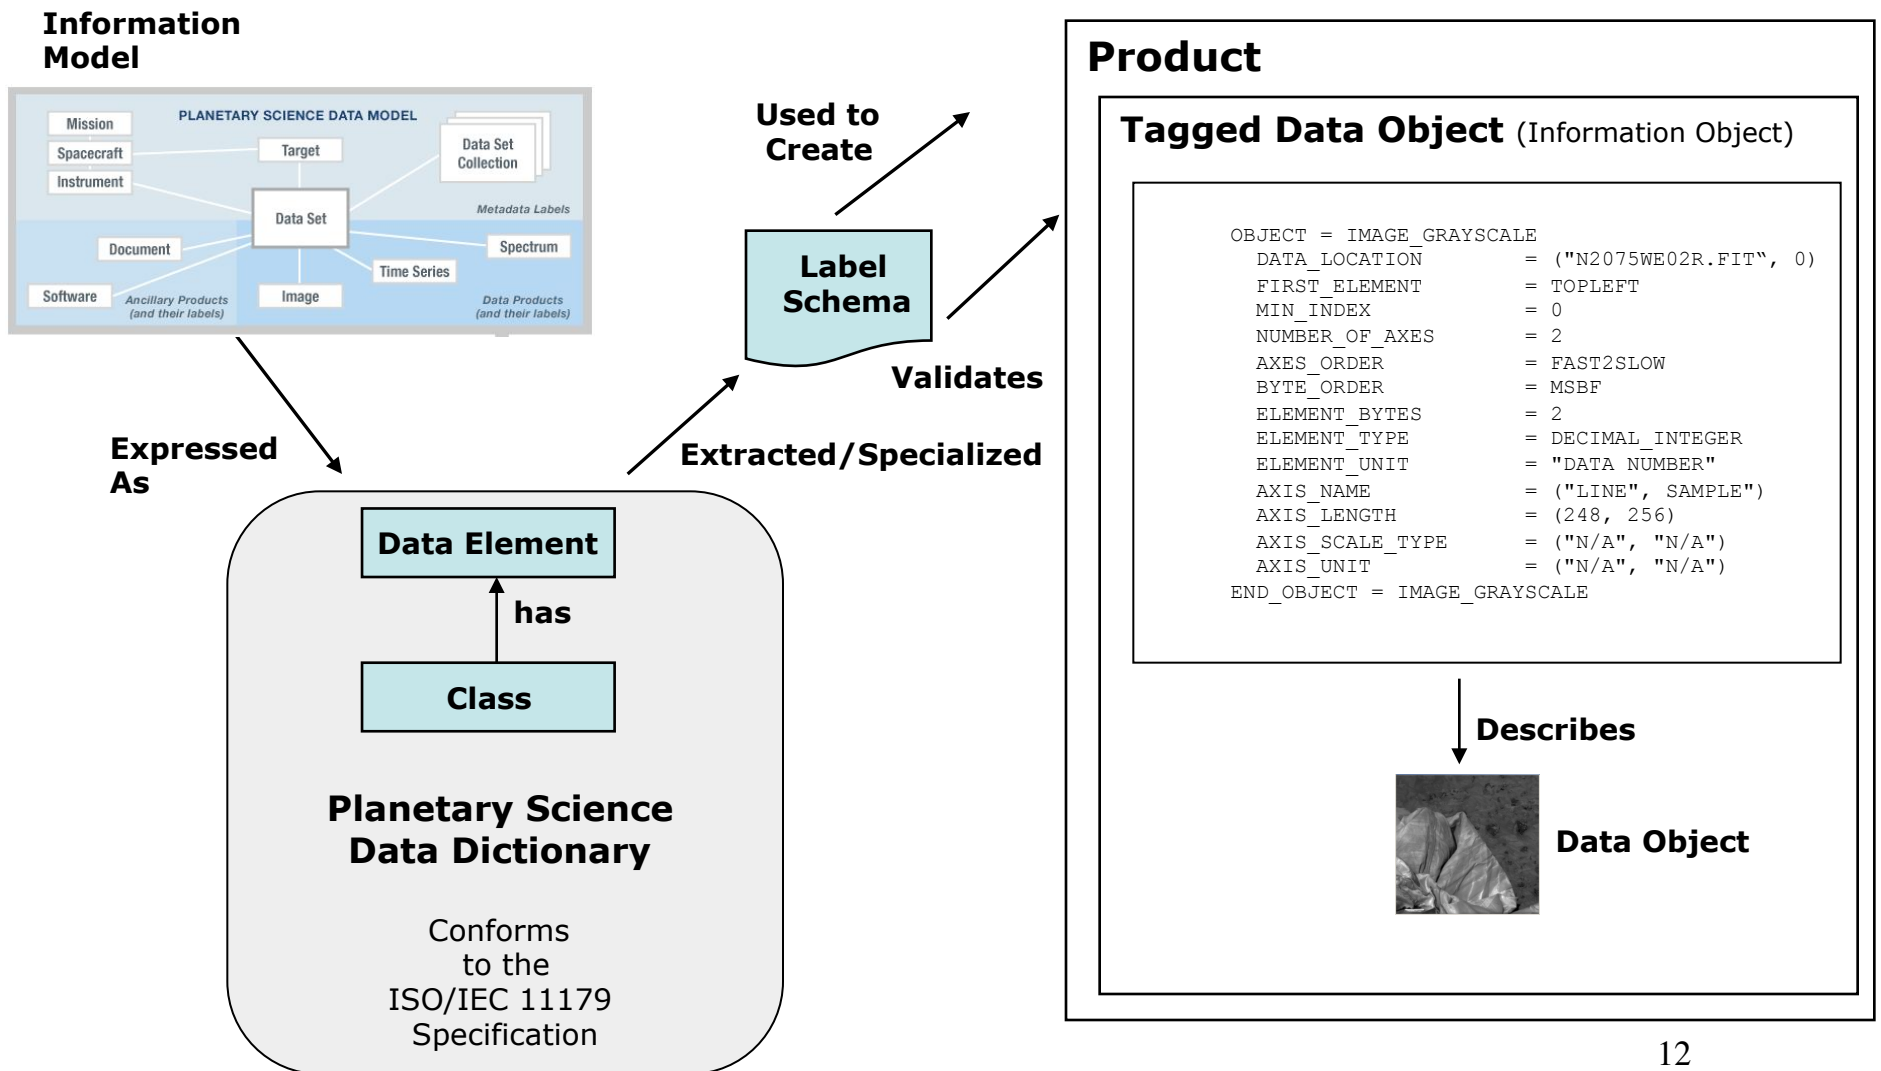 Information
Model
PLANETARY SCIENCE DATA MODEL
Mission
Spacecraft
Instrument
Target
Data Set
Collection
Data Set
Metadata Labels
Document
Software
Ancillary Products
(and their labels)
Image
Time Series
Spectrum
Data Products
(and their labels)
Expressed
As
Data Element
has
Class
Planetary Science
Data Dictionary
Conforms
to the
ISO/IEC 11179
Specification
Extracted/Specialized
Label
Schema
Used to
Create
Validates
Product
Tagged Data Object (Information Object)
OBJECT = IMAGE_GRAYSCALE
DATA_LOCATION = ("N2075WE02R.FIT“, 0)
FIRST_ELEMENT = TOPLEFT
MIN_INDEX = 0
NUMBER_OF_AXES = 2
AXES_ORDER = FAST2SLOW
BYTE_ORDER = MSBF
ELEMENT_BYTES = 2
ELEMENT_TYPE = DECIMAL_INTEGER
ELEMENT_UNIT = "DATA NUMBER"
AXIS_NAME = ("LINE", SAMPLE")
AXIS_LENGTH = (248, 256)
AXIS_SCALE_TYPE = ("N/A", "N/A")
AXIS_UNIT = ("N/A", "N/A")
END_OBJECT = IMAGE_GRAYSCALE
Describes
Data Object
12